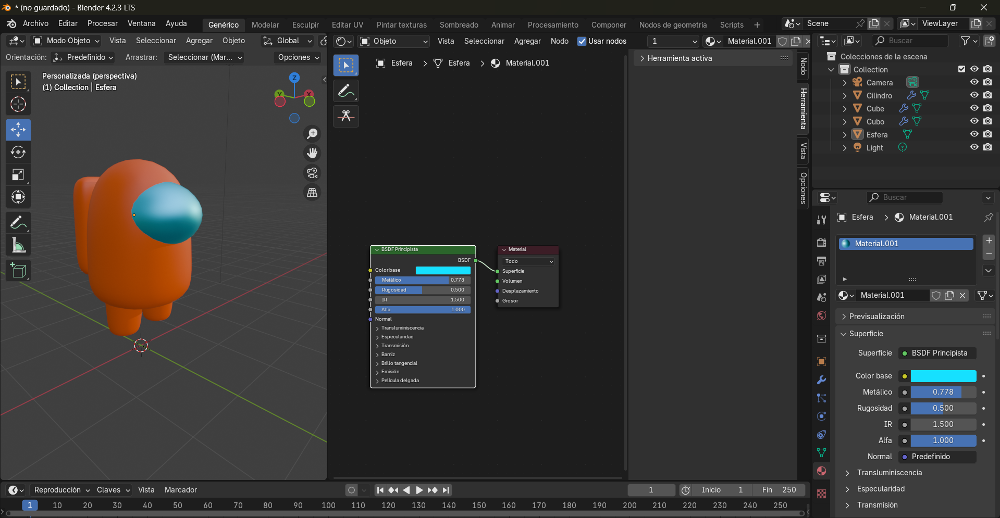 * (no guardado) - Blender 4.2.3 LTS
Archivo Editar Procesar Ventana Ayuda
Genérico Modelar Esculpir Editar UV Pintar texturas Sombreado Animar Procesamiento Componer Nodos de geometría Scripts +
Scene ViewLayer
Modo Objeto Vista Seleccionar Agregar Objeto Global
Orientación: Predefinido Arrastrar: Seleccionar (Mar... Opciones
Personalizada (perspectiva)
(1) Collection | Esfera
Z
Y X
Objeto Vista Seleccionar Agregar Nodo Usar nodos 1 Material.001
Esfera Esfera Material.001
Herramienta activa
Nodo
Herramienta
Vista
Opciones
BSDF Principista
BSDF
Color base
Metálico 0.778
Rugosidad 0.500
IR 1.500
Alfa 1.000
Normal
Transluminiscencia
Especularidad
Transmisión
Barniz
Brillo tangencial
Emisión
Película delgada
Material
Todo
Superficie
Volumen
Desplazamiento
Grosor
Buscar
Colecciones de la escena
Collection
Camera
Cilindro
Cube
Cubo
Esfera
Light
Buscar
Esfera Material.001
Material.001
Material.001
Previsualización
Superficie
Superficie BSDF Principista
Color base
Metálico 0.778
Rugosidad 0.500
IR 1.500
Alfa 1.000
Normal Predefinido
Transluminiscencia
Especularidad
Transmisión
Reproducción Claves Vista Marcador 1 Inicio 1 Fin 250
1 10 20 30 40 50 60 70 80 90 100 110 120 130 140 150 160 170 180 190 200 210 220 230 240 250